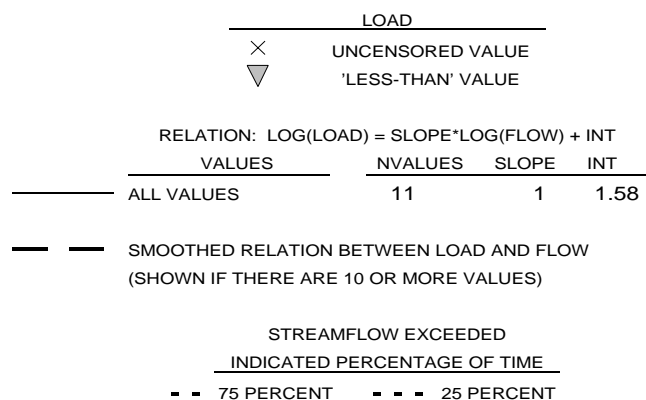 LOAD
UNCENSORED VALUE
'LESS-THAN' VALUE
RELATION: LOG(LOAD) = SLOPE*LOG(FLOW) + INT
VALUES NVALUES SLOPE INT
ALL VALUES 11 1 1.58
SMOOTHED RELATION BETWEEN LOAD AND FLOW
(SHOWN IF THERE ARE 10 OR MORE VALUES)
STREAMFLOW EXCEEDED
INDICATED PERCENTAGE OF TIME
75 PERCENT 25 PERCENT